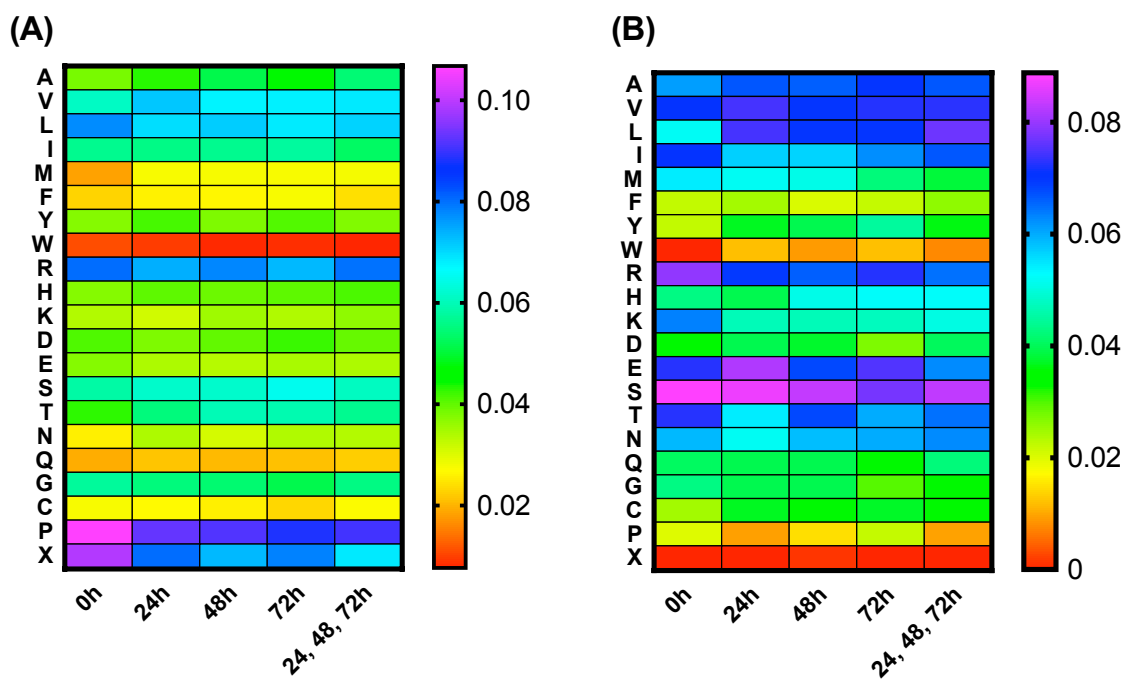 (A)
A
V
L
I
M
F
Y
W
R
H
K
D
E
S
T
N
Q
G
C
P
X
0h
24h
48h
72h
24, 48, 72h
0.10
0.08
0.06
0.04
0.02
(B)
A
V
L
I
M
F
Y
W
R
H
K
D
E
S
T
N
Q
G
C
P
X
0h
24h
48h
72h
24, 48, 72h
0.08
0.06
0.04
0.02
0